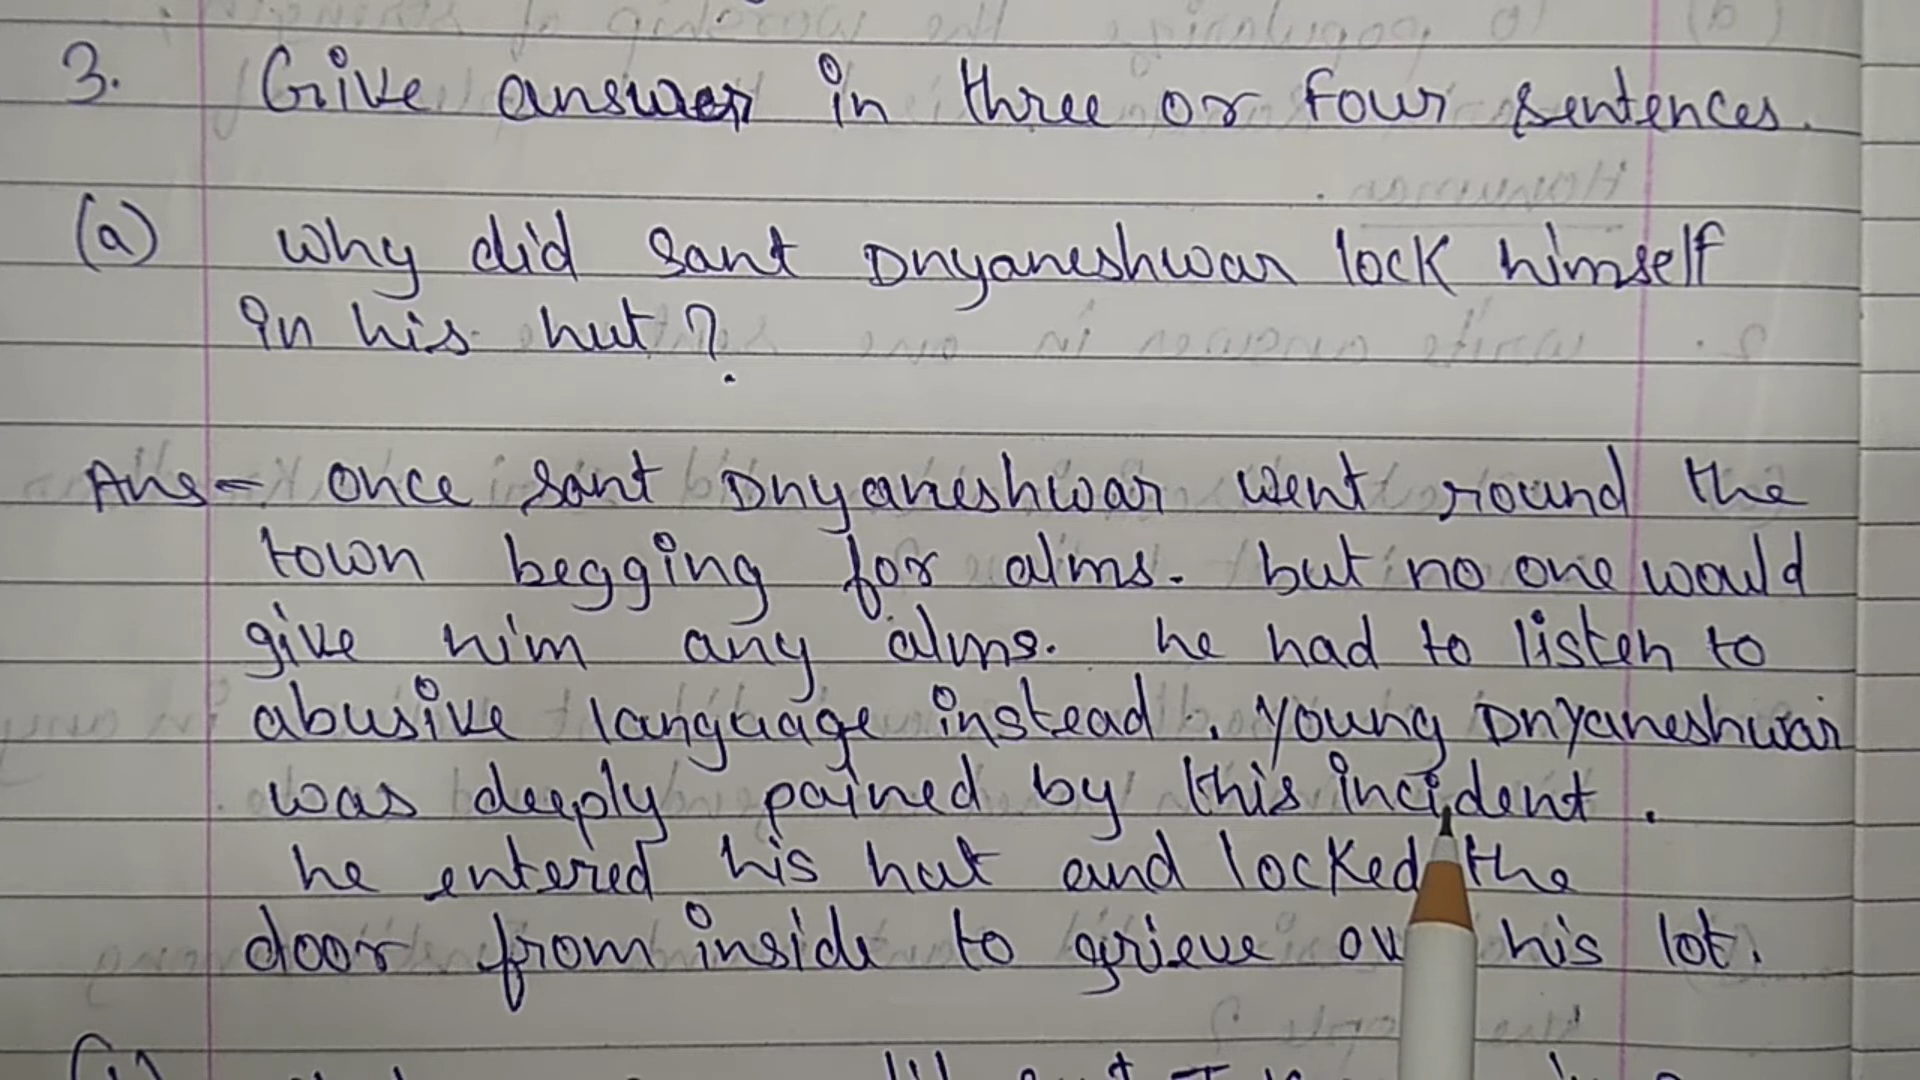 3. Give answer in three or four sentences.
(a) why did sant Dnyaneshwar lock himself
in his hut?
Ans- once sant Dnyaneshwar went round the
town begging for alms. but no one would
give him any alms. he had to listen to
abusive language instead. Young Dnyaneshwar
was deeply pained by this incident.
he entered his hut and locked the
door from inside to grieve ov his lot.